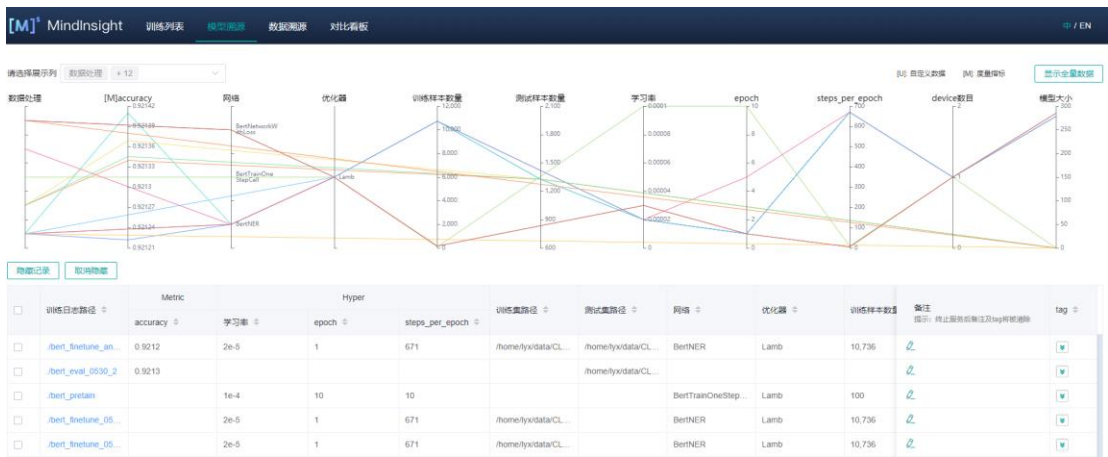 [M]s MindInsight 训练列表 模型溯源 数据溯源 对比看板 中 / EN
请选择展示列 数据处理 + 12 [U]: 自定义数据 [M]: 度量指标 显示全量数据
数据处理 [M]accuracy 网络 优化器 训练样本数量 测试样本数量 学习率 epoch steps_per_epoch device数目 模型大小
0.92142 12,000 2,100 0.0001 10 700 2 300
0.92139 BertNetworkW 10,000 600 250
0.92136 1,800 0.00008 8 500 200
0.92133 8,000 1,500 0.00006 6 400
0.9213 BertTrainOne StepCell Lamb 6,000 1,200 0.00004 4 300 1 150
0.92127 4,000 200 100
0.92124 BertNER 2,000 900 0.00002 2 100 50
0.92121 0 600 0 0 0 0 0
隐藏记录 取消隐藏
训练日志路径 Metric Hyper 训练集路径 测试集路径 网络 优化器 训练样本数量 备注 tag
accuracy 学习率 epoch steps_per_epoch 提示：终止服务后备注及tag将被清除
/bert_finetune_an... 0.9212 2e-5 1 671 /home/lyx/data/CL... /home/lyx/data/CL... BertNER Lamb 10,736
/bert_eval_0530_2 0.9213 /home/lyx/data/CL...
/bert_pretain 1e-4 10 10 BertTrainOneStep... Lamb 100
/bert_finetune_05... 2e-5 1 671 /home/lyx/data/CL... BertNER Lamb 10,736
/bert_finetune_05... 2e-5 1 671 /home/lyx/data/CL... BertNER Lamb 10,736